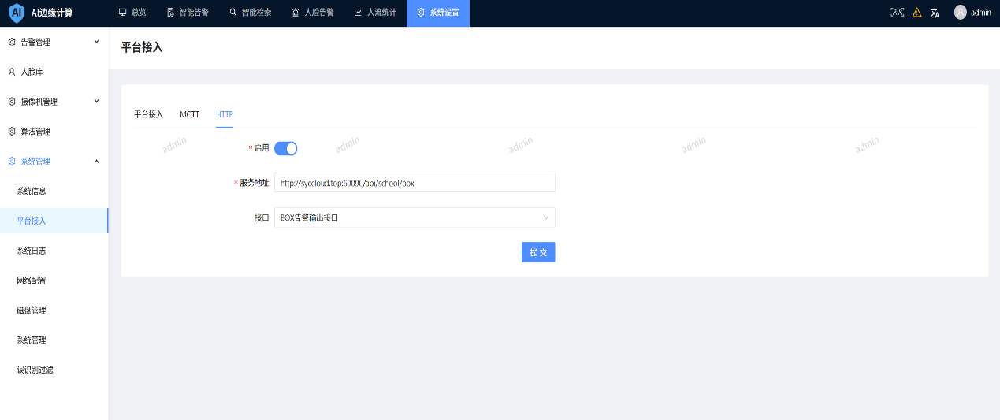 AI AI边缘计算 总览 智能告警 智能检索 人脸告警 人流统计 系统设置 admin
告警管理
人脸库
摄像机管理
算法管理
系统管理
系统信息
平台接入
系统日志
网络配置
磁盘管理
系统管理
误识别过滤
平台接入
平台接入 MQTT HTTP
admin admin admin admin admin
* 启用
* 服务地址 http://syccloud.top:60090/api/school/box
接口 BOX告警输出接口
提 交